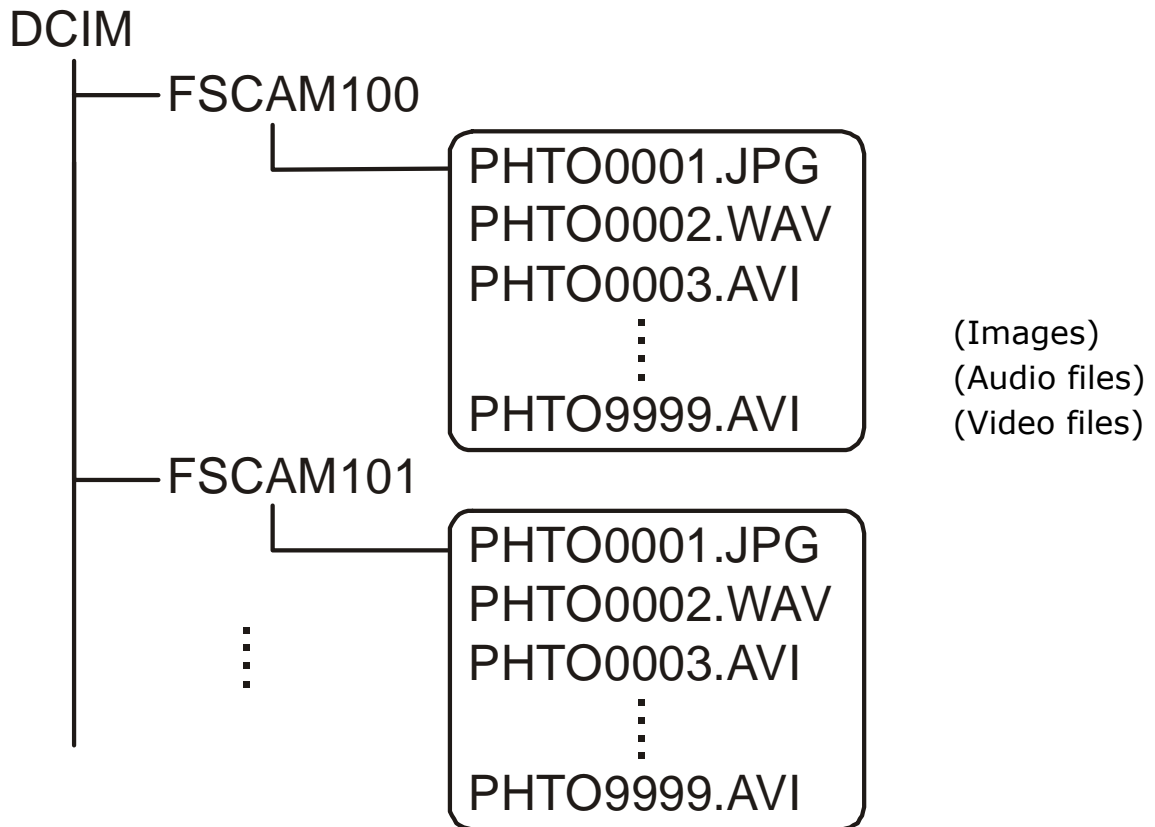 DCIM
FSCAM100
PHTO0001.JPG
PHTO0002.WAV
PHTO0003.AVI
PHTO9999.AVI
(Images)
(Audio files)
(Video files)
FSCAM101
PHTO0001.JPG
PHTO0002.WAV
PHTO0003.AVI
PHTO9999.AVI